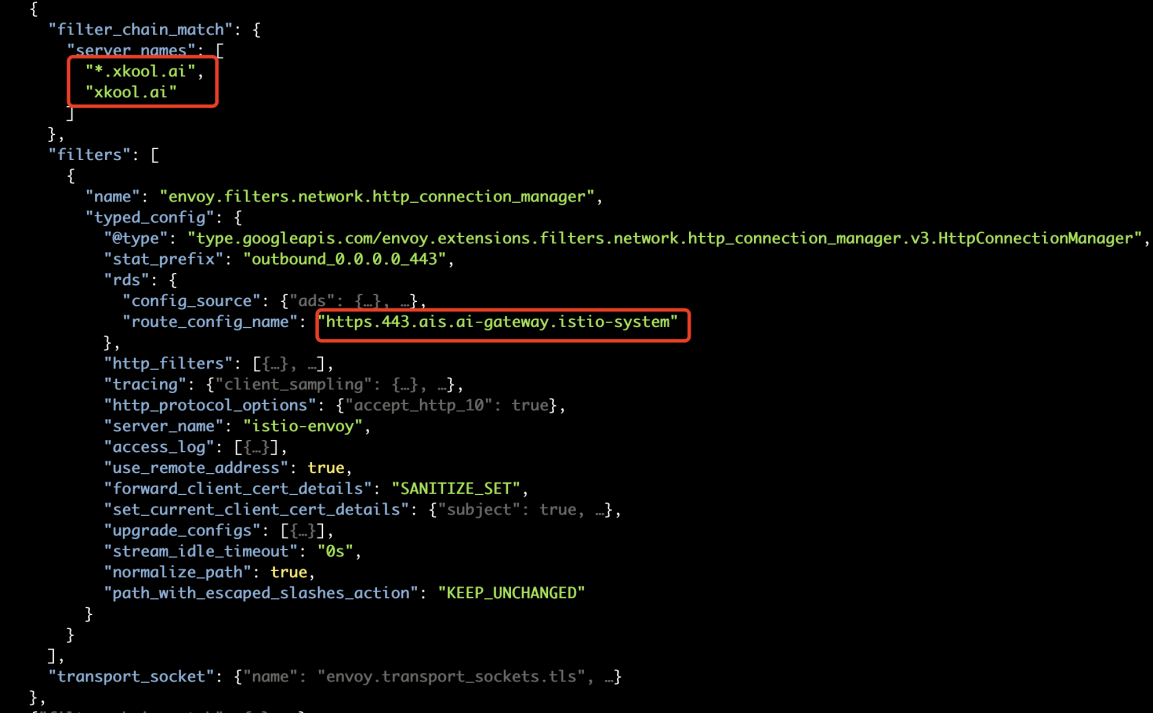 {
"filter_chain_match": {
"server_names": [
"*.xkool.ai",
"xkool.ai"
]
},
"filters": [
{
"name": "envoy.filters.network.http_connection_manager",
"typed_config": {
"@type": "type.googleapis.com/envoy.extensions.filters.network.http_connection_manager.v3.HttpConnectionManager",
"stat_prefix": "outbound_0.0.0.0_443",
"rds": {
"config_source": {"ads": {…}, …},
"route_config_name": "https.443.ais.ai-gateway.istio-system"
},
"http_filters": [{…}, …],
"tracing": {"client_sampling": {…}, …},
"http_protocol_options": {"accept_http_10": true},
"server_name": "istio-envoy",
"access_log": [{…}],
"use_remote_address": true,
"forward_client_cert_details": "SANITIZE_SET",
"set_current_client_cert_details": {"subject": true, …},
"upgrade_configs": [{…}],
"stream_idle_timeout": "0s",
"normalize_path": true,
"path_with_escaped_slashes_action": "KEEP_UNCHANGED"
}
}
],
"transport_socket": {"name": "envoy.transport_sockets.tls", …}
},